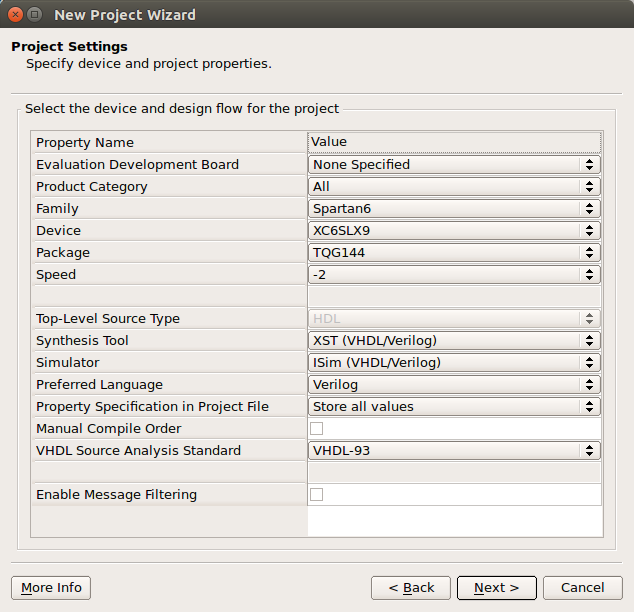 New Project Wizard
Project Settings
Specify device and project properties.
Select the device and design flow for the project
Property Name Value
Evaluation Development Board None Specified
Product Category All
Family Spartan6
Device XC6SLX9
Package TQG144
Speed -2
Top-Level Source Type HDL
Synthesis Tool XST (VHDL/Verilog)
Simulator ISim (VHDL/Verilog)
Preferred Language Verilog
Property Specification in Project File Store all values
Manual Compile Order
VHDL Source Analysis Standard VHDL-93
Enable Message Filtering
More Info < Back Next > Cancel